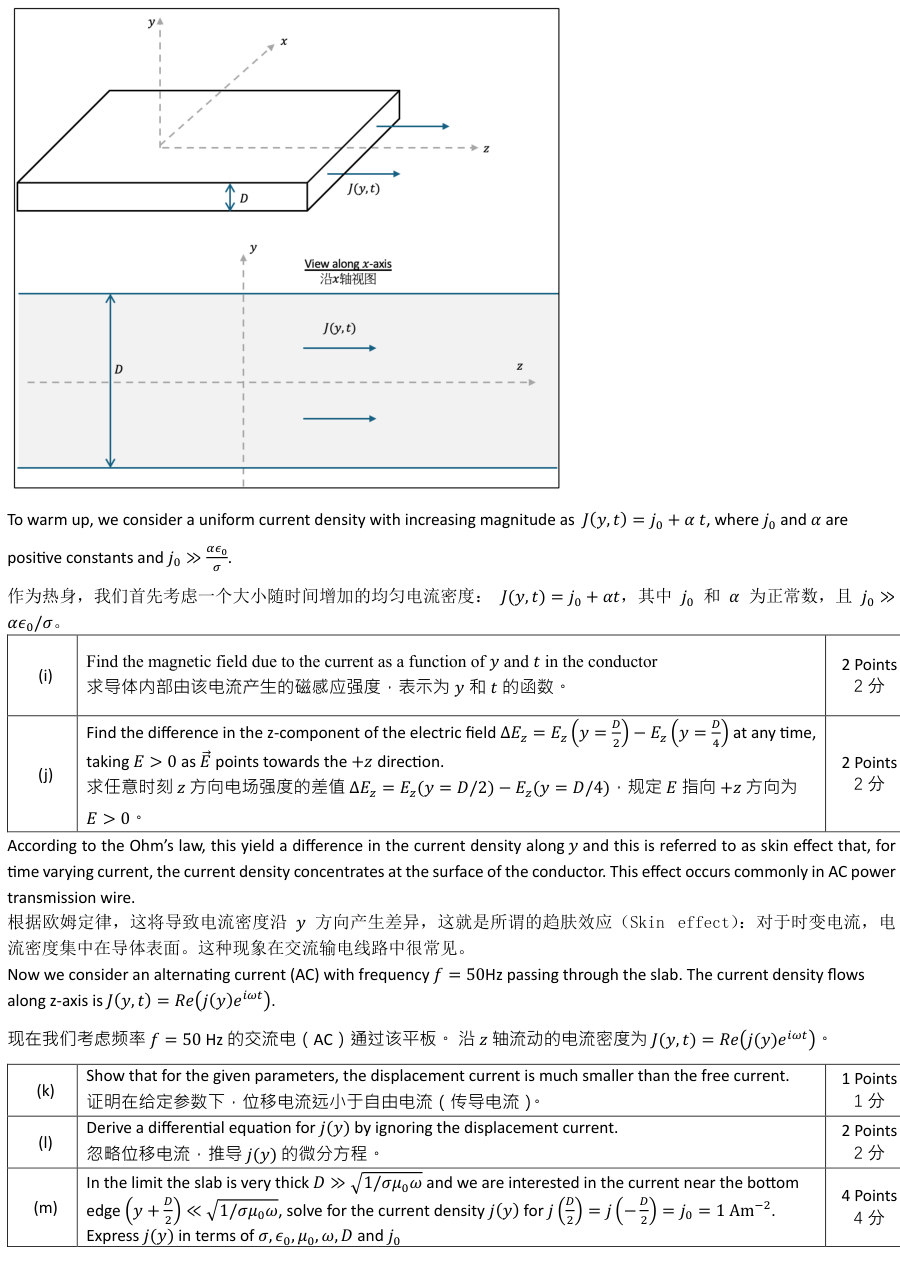 y
x
z
J(y, t)
D
y
View along x-axis
沿x轴视图
J(y, t)
D
z
To warm up, we consider a uniform current density with increasing magnitude as J(y, t) = j₀ + α t, where j₀ and α are
positive constants and j₀ ≫ αϵ₀/σ.
作为热身，我们首先考虑一个大小随时间增加的均匀电流密度： J(y, t) = j₀ + αt，其中 j₀ 和 α 为正常数，且 j₀ ≫
αϵ₀/σ。
(i)
Find the magnetic field due to the current as a function of y and t in the conductor
求导体内部由该电流产生的磁感应强度，表示为 y 和 t 的函数。
2 Points
2 分
(j)
Find the difference in the z-component of the electric field ΔE_z = E_z (y = D/2) − E_z (y = D/4) at any time,
taking E > 0 as E⃗ points towards the +z direction.
求任意时刻 z 方向电场强度的差值 ΔE_z = E_z(y = D/2) − E_z(y = D/4)，规定 E 指向 +z 方向为
E > 0。
2 Points
2 分
According to the Ohm's law, this yield a difference in the current density along y and this is referred to as skin effect that, for
time varying current, the current density concentrates at the surface of the conductor. This effect occurs commonly in AC power
transmission wire.
根据欧姆定律，这将导致电流密度沿 y 方向产生差异，这就是所谓的趋肤效应（Skin effect）：对于时变电流，电
流密度集中在导体表面。这种现象在交流输电线路中很常见。
Now we consider an alternating current (AC) with frequency f = 50Hz passing through the slab. The current density flows
along z-axis is J(y, t) = Re(j(y)e^{iωt}).
现在我们考虑频率 f = 50 Hz 的交流电（AC）通过该平板。 沿 z 轴流动的电流密度为 J(y, t) = Re(j(y)e^{iωt})。
(k)
Show that for the given parameters, the displacement current is much smaller than the free current.
证明在给定参数下，位移电流远小于自由电流（传导电流）。
1 Points
1 分
(l)
Derive a differential equation for j(y) by ignoring the displacement current.
忽略位移电流，推导 j(y) 的微分方程。
2 Points
2 分
(m)
In the limit the slab is very thick D ≫ √(1/σμ₀ω) and we are interested in the current near the bottom
edge (y + D/2) ≪ √(1/σμ₀ω), solve for the current density j(y) for j(D/2) = j(−D/2) = j₀ = 1 Am⁻².
Express j(y) in terms of σ, ϵ₀, μ₀, ω, D and j₀
4 Points
4 分